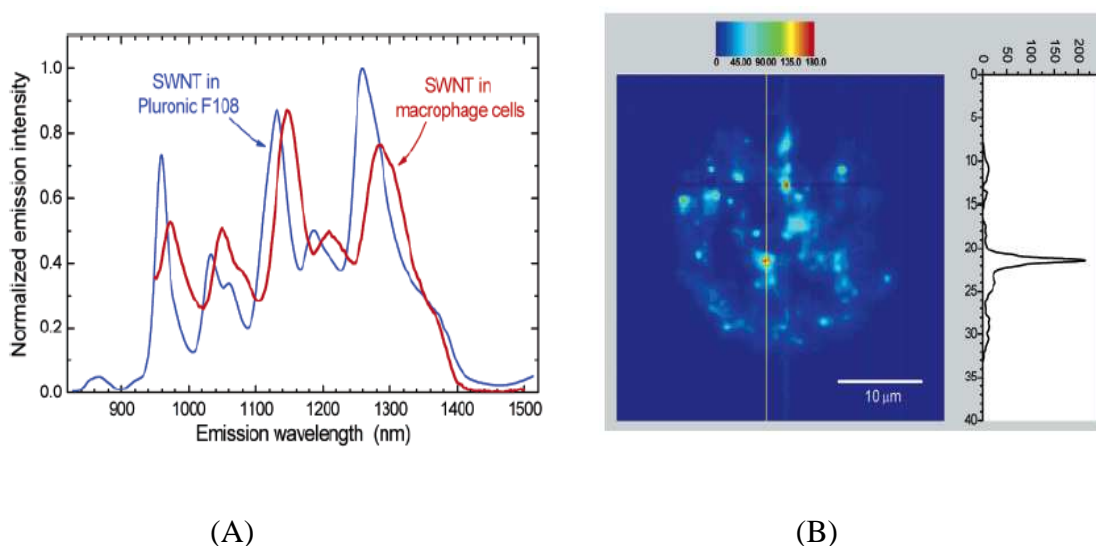 Normalized emission intensity
1.0
0.8
0.6
0.4
0.2
0.0
SWNT in
Pluronic F108
SWNT in
macrophage cells
900 1000 1100 1200 1300 1400 1500
Emission wavelength (nm)
(A)
0 45.00 90.00 135.0 180.0
10 μm
0 50 100 150 200
0
5
10
15
20
25
30
35
40
(B)